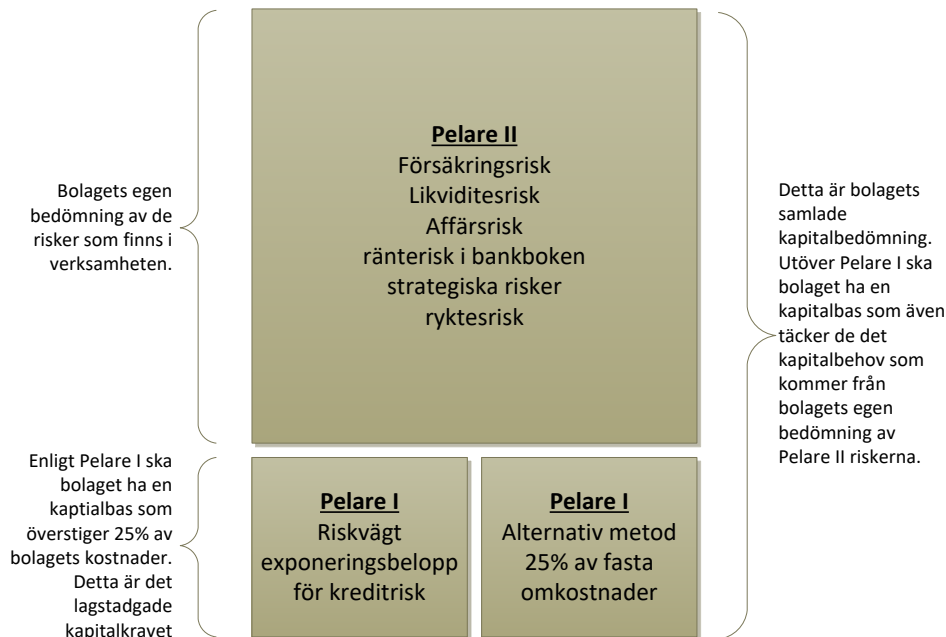 Pelare II
Försäkringsrisk
Likviditesrisk
Affärsrisk
ränterisk i bankboken
strategiska risker
ryktesrisk
Bolagets egen
bedömning av de
risker som finns i
verksamheten.
Detta är bolagets
samlade
kapitalbedömning.
Utöver Pelare I ska
bolaget ha en
kapitalbas som även
täcker de det
kapitalbehov som
kommer från
bolagets egen
bedömning av
Pelare II riskerna.
Enligt Pelare I ska
bolaget ha en
kaptialbas som
överstiger 25% av
bolagets kostnader.
Detta är det
lagstadgade
kapitalkravet
Pelare I
Riskvägt
exponeringsbelopp
för kreditrisk
Pelare I
Alternativ metod
25% av fasta
omkostnader